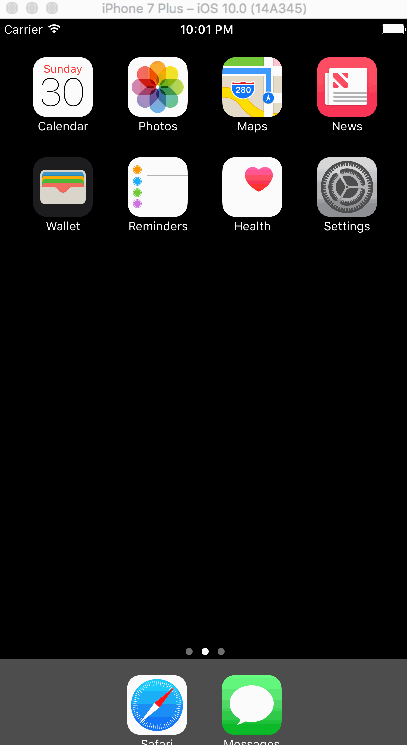 iPhone 7 Plus – iOS 10.0 (14A345)
Carrier 10:01 PM
Sunday
30
280
Calendar Photos Maps News
Wallet Reminders Health Settings
Safari Messages